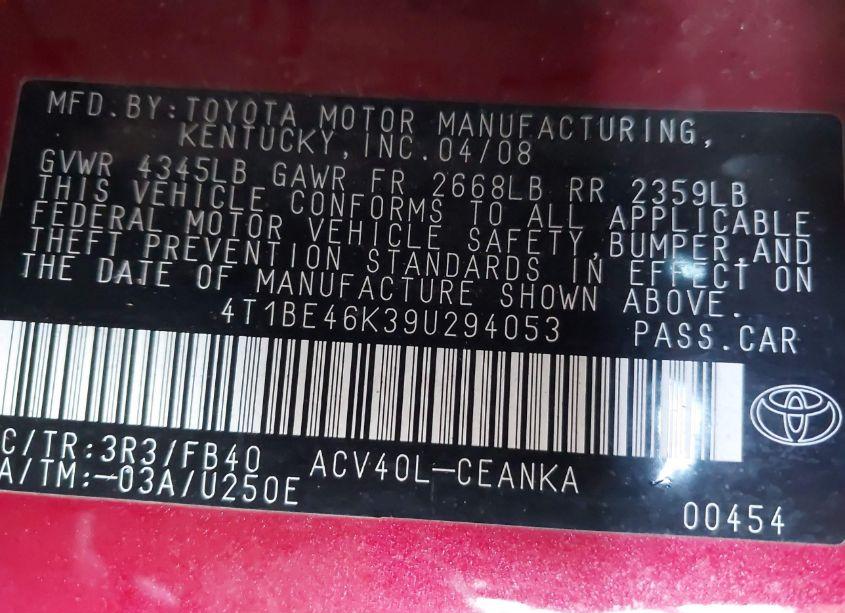 MFD. BY: TOYOTA MOTOR MANUFACTURING,
KENTUCKY, INC. 04/08
GVWR 4345LB GAWR FR 2668LB RR 2359LB
THIS VEHICLE CONFORMS TO ALL APPLICABLE
FEDERAL MOTOR VEHICLE SAFETY, BUMPER, AND
THEFT PREVENTION STANDARDS IN EFFECT ON
THE DATE OF MANUFACTURE SHOWN ABOVE.
4T1BE46K39U294053 PASS. CAR
C/TR: 3R3/FB40 ACV40L-CEANKA
A/TM: -03A/U250E
00454